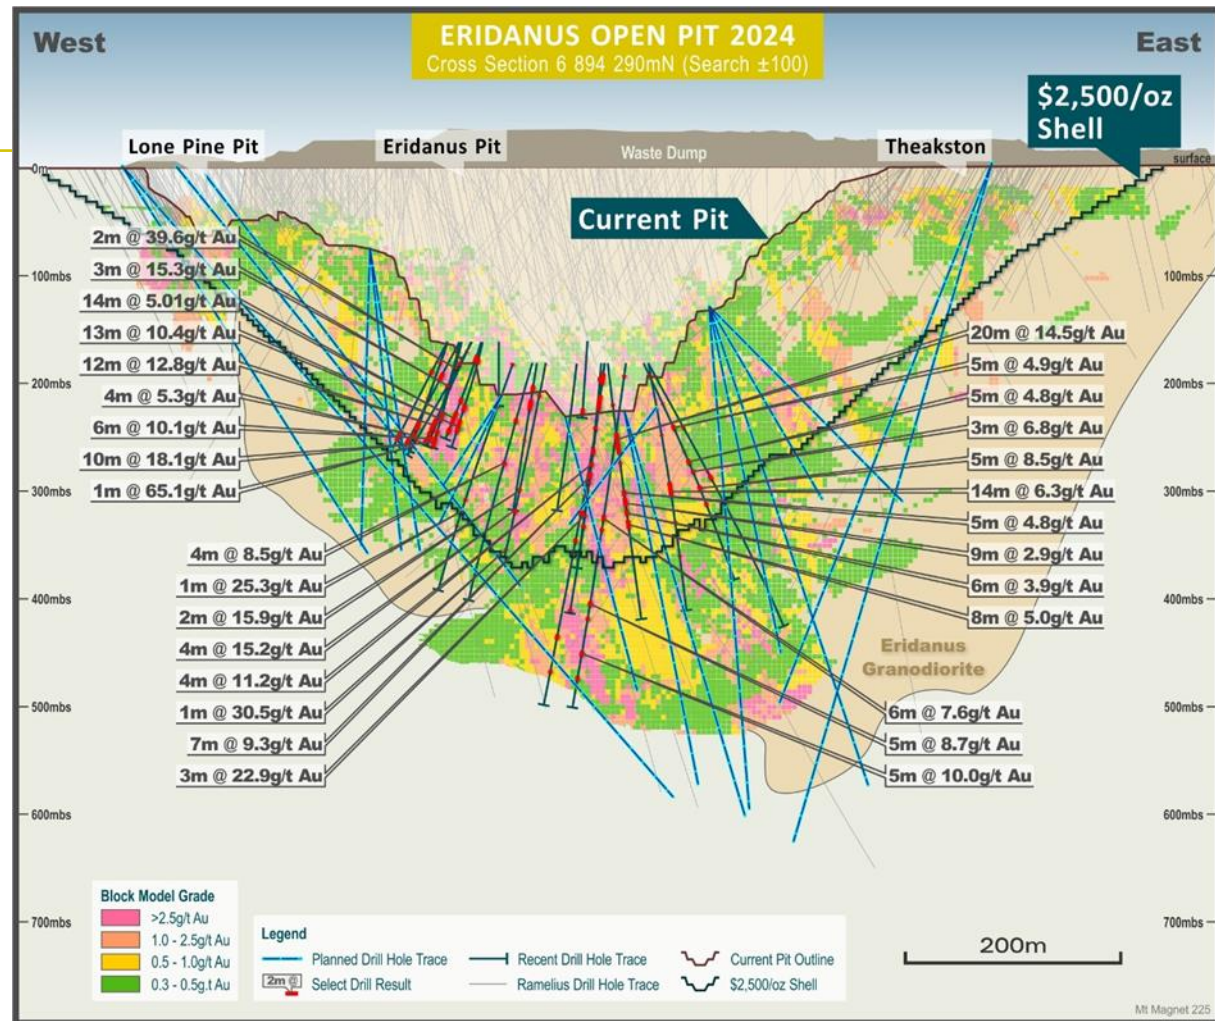 West
ERIDANUS OPEN PIT 2024
Cross Section 6 894 290mN (Search ±100)
East
$2,500/oz
Shell
Lone Pine Pit
Eridanus Pit
Waste Dump
Theakston
surface
0m
Current Pit
2m @ 39.6g/t Au
3m @ 15.3g/t Au
14m @ 5.01g/t Au
13m @ 10.4g/t Au
12m @ 12.8g/t Au
4m @ 5.3g/t Au
6m @ 10.1g/t Au
10m @ 18.1g/t Au
1m @ 65.1g/t Au
4m @ 8.5g/t Au
1m @ 25.3g/t Au
2m @ 15.9g/t Au
4m @ 15.2g/t Au
4m @ 11.2g/t Au
1m @ 30.5g/t Au
7m @ 9.3g/t Au
3m @ 22.9g/t Au
20m @ 14.5g/t Au
5m @ 4.9g/t Au
5m @ 4.8g/t Au
3m @ 6.8g/t Au
5m @ 8.5g/t Au
14m @ 6.3g/t Au
5m @ 4.8g/t Au
9m @ 2.9g/t Au
6m @ 3.9g/t Au
8m @ 5.0g/t Au
6m @ 7.6g/t Au
5m @ 8.7g/t Au
5m @ 10.0g/t Au
Eridanus
Granodiorite
100mbs
200mbs
300mbs
400mbs
500mbs
600mbs
700mbs
100mbs
200mbs
300mbs
400mbs
500mbs
600mbs
700mbs
Block Model Grade
>2.5g/t Au
1.0 - 2.5g/t Au
0.5 - 1.0g/t Au
0.3 - 0.5g.t Au
Legend
Planned Drill Hole Trace
Recent Drill Hole Trace
Current Pit Outline
2m @
Select Drill Result
Ramelius Drill Hole Trace
$2,500/oz Shell
200m
Mt Magnet 225